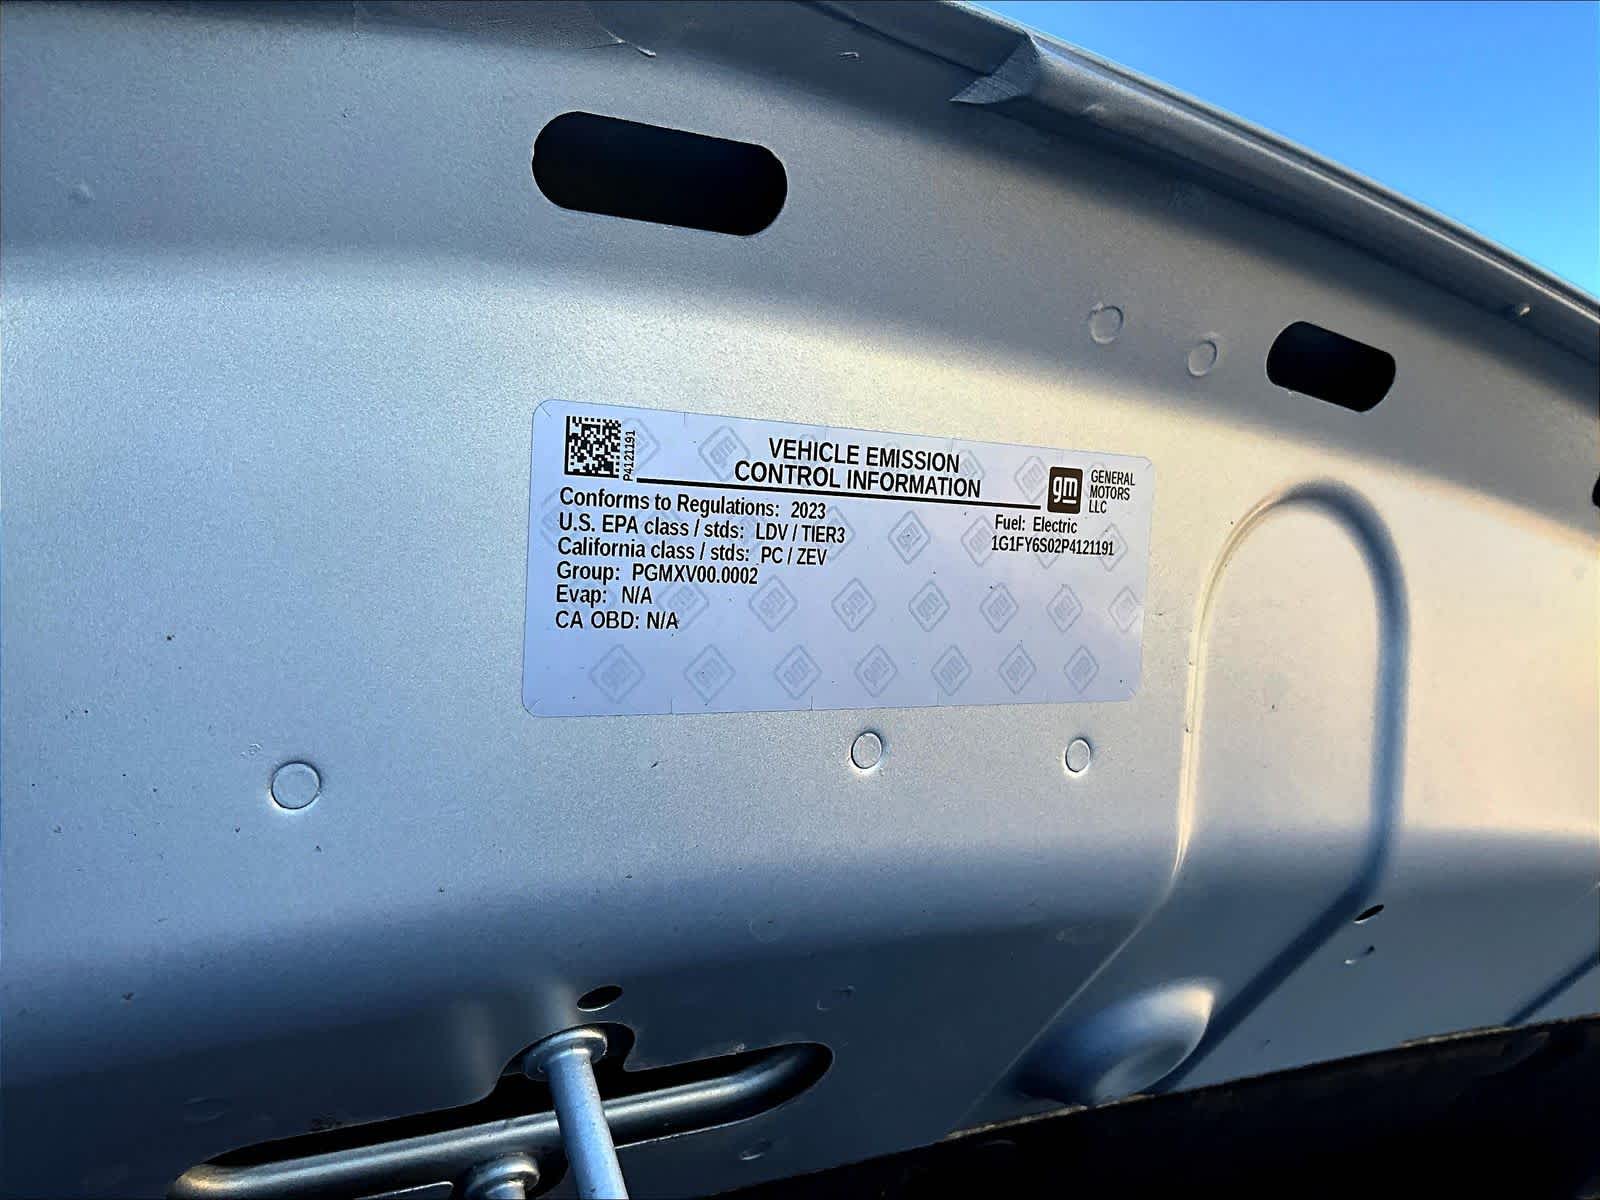 P4121191
VEHICLE EMISSION
CONTROL INFORMATION
gm
GENERAL
MOTORS
LLC
Conforms to Regulations: 2023
U.S. EPA class / stds: LDV / TIER3
California class / stds: PC / ZEV
Group: PGMXV00.0002
Evap: N/A
CA OBD: N/A
Fuel: Electric
1G1FY6S02P4121191